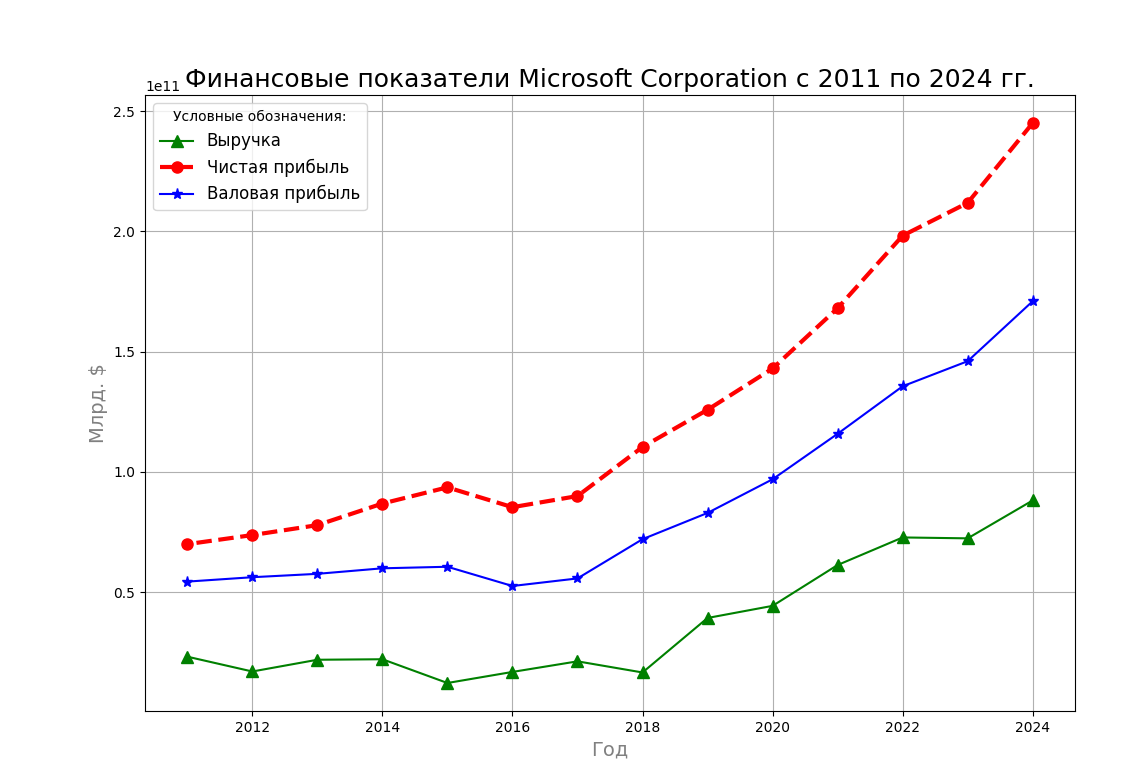 Финансовые показатели Microsoft Corporation с 2011 по 2024 гг.
1e11
Условные обозначения:
Выручка
Чистая прибыль
Валовая прибыль
2.5
2.0
1.5
1.0
0.5
Млрд. $
2012 2014 2016 2018 2020 2022 2024
Год